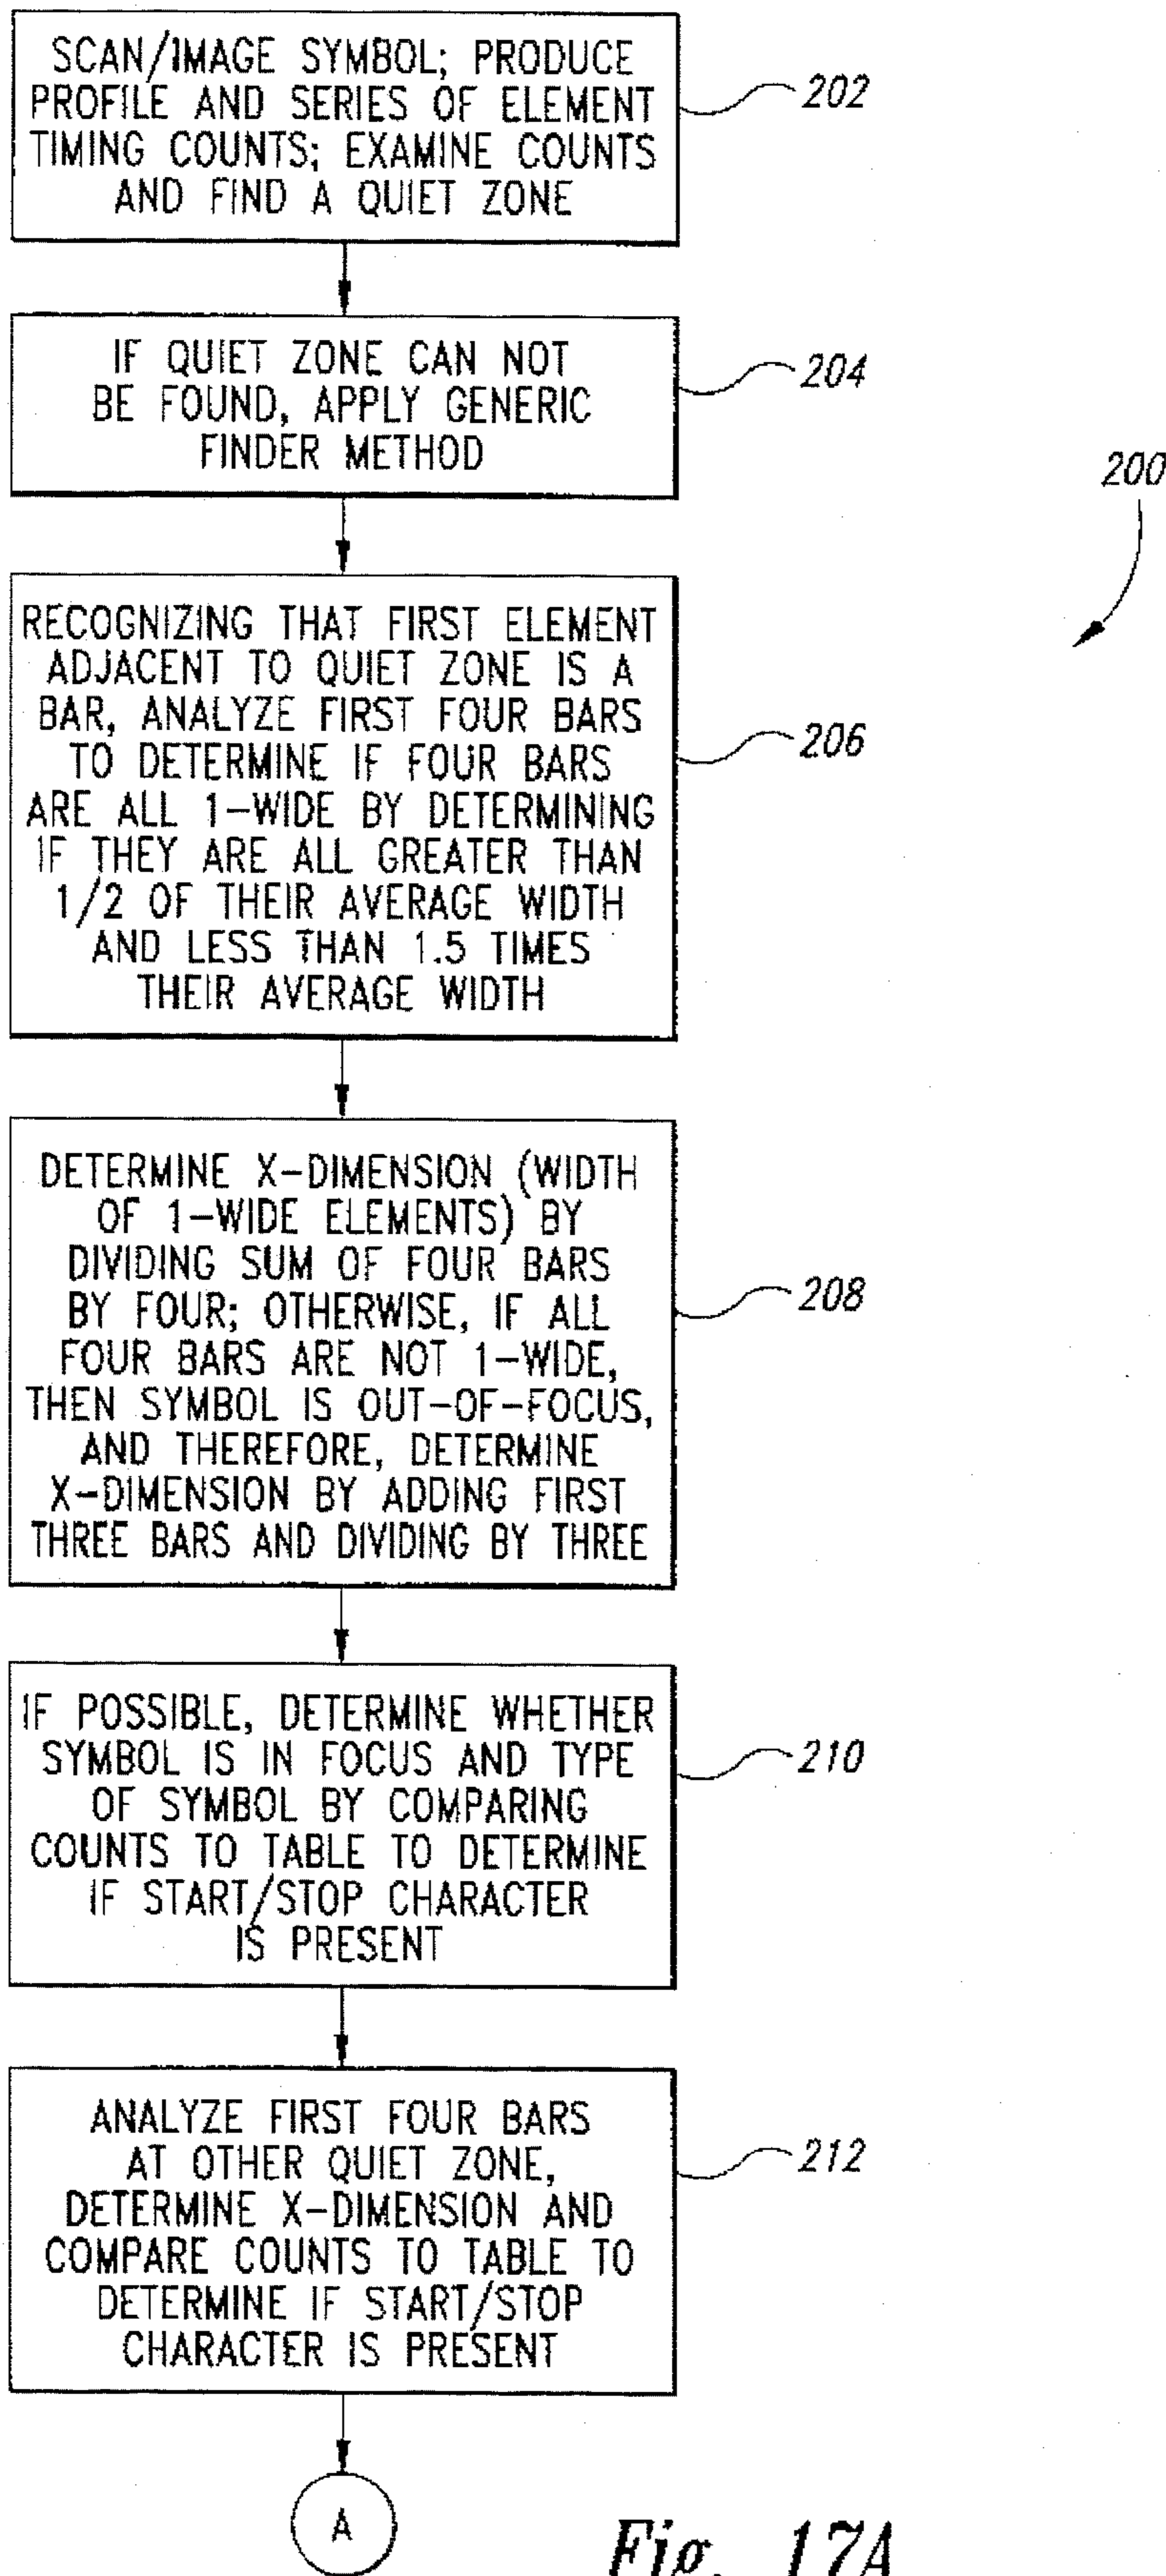 SCAN/IMAGE SYMBOL; PRODUCE
PROFILE AND SERIES OF ELEMENT
TIMING COUNTS; EXAMINE COUNTS
AND FIND A QUIET ZONE
202
IF QUIET ZONE CAN NOT
BE FOUND, APPLY GENERIC
FINDER METHOD
204
200
RECOGNIZING THAT FIRST ELEMENT
ADJACENT TO QUIET ZONE IS A
BAR, ANALYZE FIRST FOUR BARS
TO DETERMINE IF FOUR BARS
ARE ALL 1-WIDE BY DETERMINING
IF THEY ARE ALL GREATER THAN
1/2 OF THEIR AVERAGE WIDTH
AND LESS THAN 1.5 TIMES
THEIR AVERAGE WIDTH
206
DETERMINE X-DIMENSION (WIDTH
OF 1-WIDE ELEMENTS) BY
DIVIDING SUM OF FOUR BARS
BY FOUR; OTHERWISE, IF ALL
FOUR BARS ARE NOT 1-WIDE,
THEN SYMBOL IS OUT-OF-FOCUS,
AND THEREFORE, DETERMINE
X-DIMENSION BY ADDING FIRST
THREE BARS AND DIVIDING BY THREE
208
IF POSSIBLE, DETERMINE WHETHER
SYMBOL IS IN FOCUS AND TYPE
OF SYMBOL BY COMPARING
COUNTS TO TABLE TO DETERMINE
IF START/STOP CHARACTER
IS PRESENT
210
ANALYZE FIRST FOUR BARS
AT OTHER QUIET ZONE,
DETERMINE X-DIMENSION AND
COMPARE COUNTS TO TABLE TO
DETERMINE IF START/STOP
CHARACTER IS PRESENT
212
A
Fig. 17A